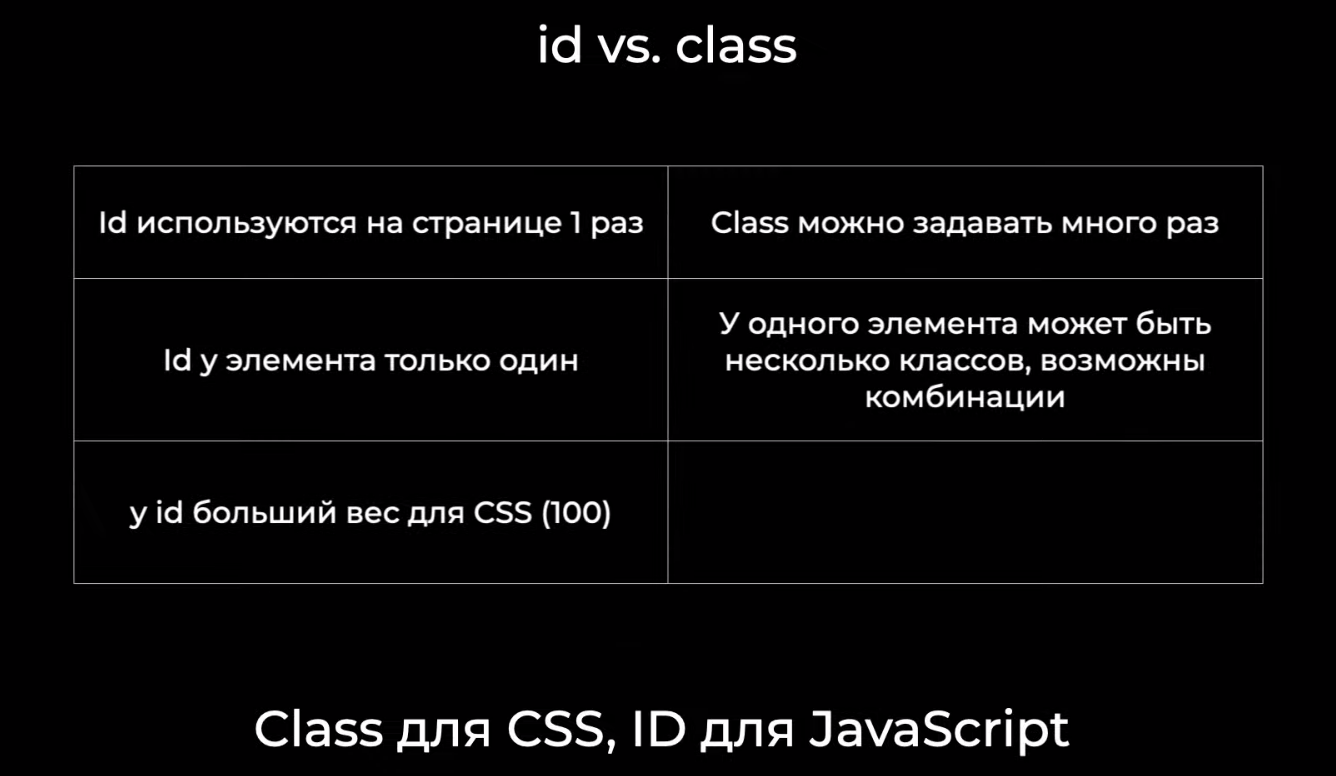 id vs. class
Id используются на странице 1 раз
Class можно задавать много раз
Id у элемента только один
У одного элемента может быть
несколько классов, возможны
комбинации
у id больший вес для CSS (100)
Class для CSS, ID для JavaScript